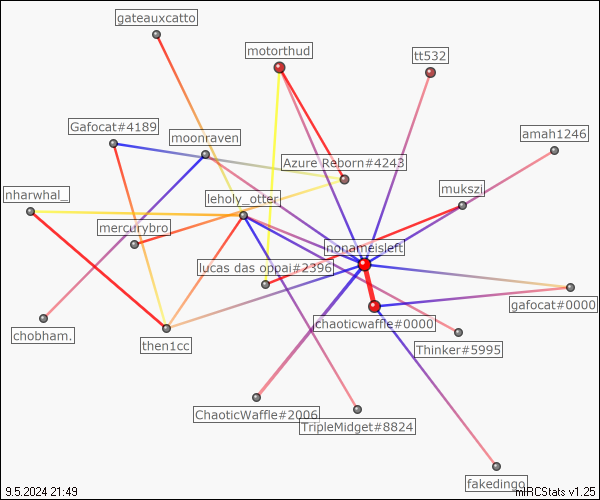 gateauxcatto
motorthud
tt532
Gafocat#4189
moonraven
amah1246
Azure Reborn#4243
mukszi
nharwhal_
leholy_otter
mercurybro
nonameisleft
lucas das oppai#2396
gafocat#0000
chaoticwaffle#0000
chobham.
then1cc
Thinker#5995
ChaoticWaffle#2006
TripleMidget#8824
fakedingo
9.5.2024 21:49
mIRCStats v1.25